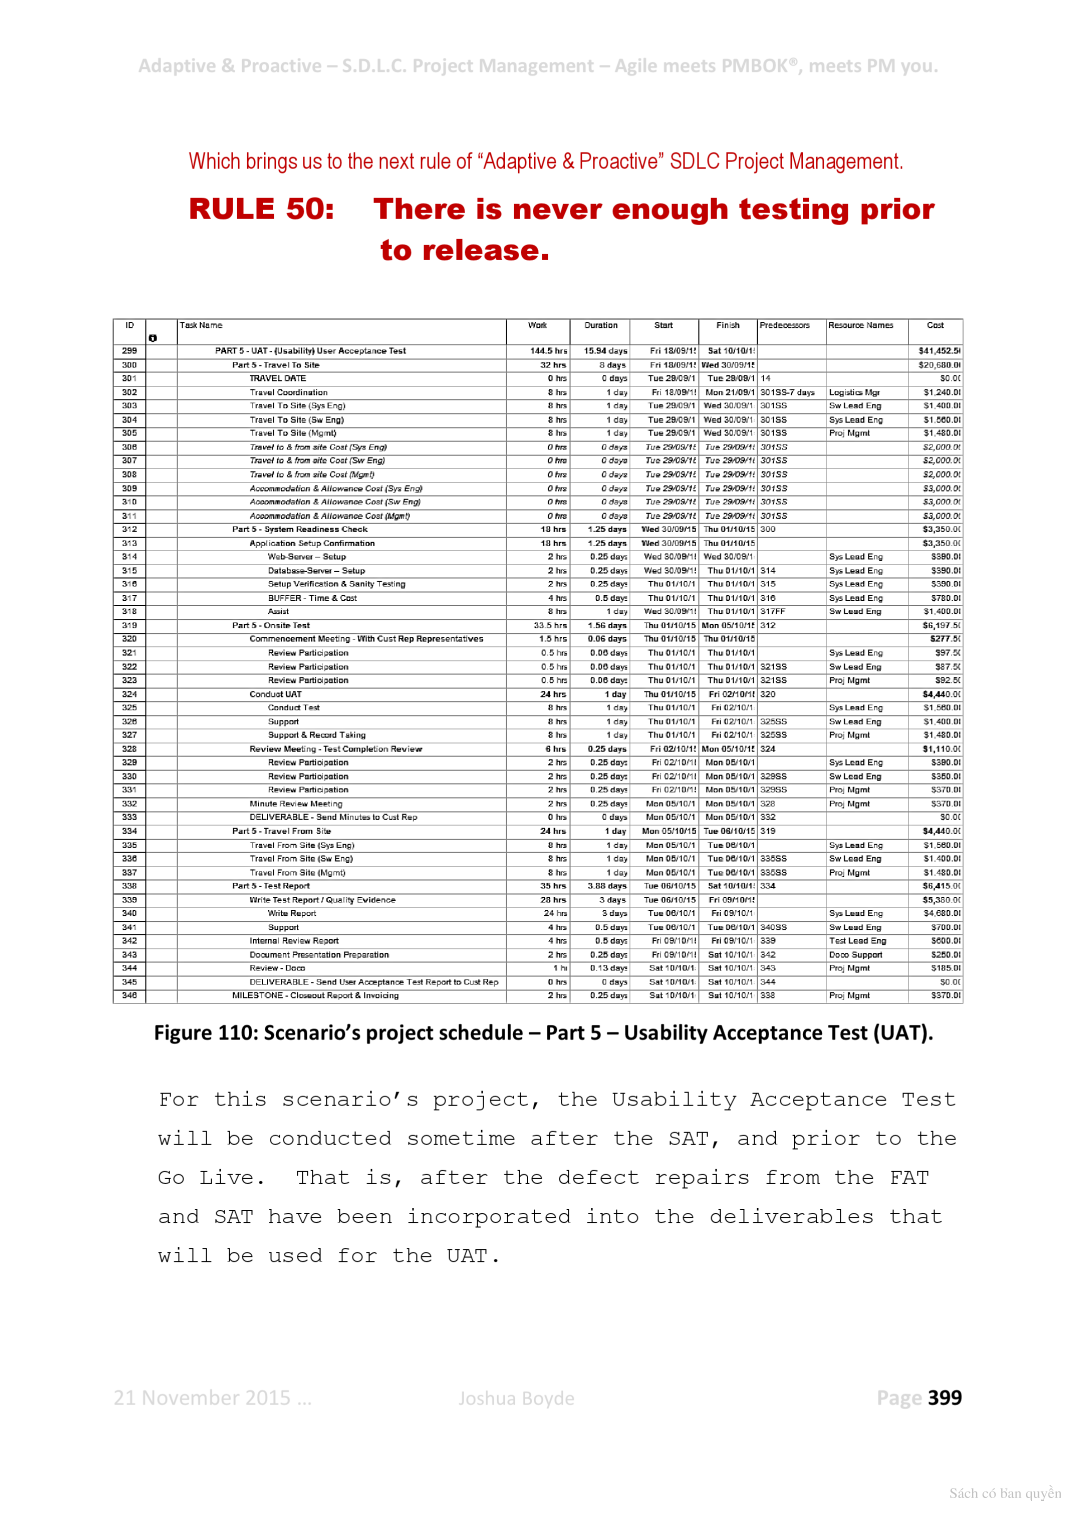 Adaptive & Proactive – S.D.L.C. Project Management – Agile meets PMBOK®, meets PM you.
Which brings us to the next rule of “Adaptive & Proactive” SDLC Project Management.
RULE 50: There is never enough testing prior
to release.
ID Task Name Work Duration Start Finish Predecessors Resource Names Cost
299 PART 5 - UAT - (Usability) User Acceptance Test 144.5 hrs 15.94 days Fri 18/09/15 Sat 10/10/15 $41,452.50
300 Part 5 - Travel To Site 32 hrs 8 days Fri 18/09/15 Wed 30/09/15 $20,680.00
301 TRAVEL DATE 0 hrs 0 days Tue 29/09/1 Tue 29/09/1 14 $0.00
302 Travel Coordination 8 hrs 1 day Fri 18/09/1 Mon 21/09/1 301SS-7 days Logistics Mgr $1,240.00
303 Travel To Site (Sys Eng) 8 hrs 1 day Tue 29/09/1 Wed 30/09/1 301SS Sw Lead Eng $1,400.00
304 Travel To Site (Sw Eng) 8 hrs 1 day Tue 29/09/1 Wed 30/09/1 301SS Sys Lead Eng $1,560.00
305 Travel To Site (Mgmt) 8 hrs 1 day Tue 29/09/1 Wed 30/09/1 301SS Proj Mgmt $1,480.00
306 Travel to & from site Cost (Sys Eng) 0 hrs 0 days Tue 29/09/15 Tue 29/09/15 301SS $2,000.00
307 Travel to & from site Cost (Sw Eng) 0 hrs 0 days Tue 29/09/15 Tue 29/09/15 301SS $2,000.00
308 Travel to & from site Cost (Mgmt) 0 hrs 0 days Tue 29/09/15 Tue 29/09/15 301SS $2,000.00
309 Accommodation & Allowance Cost (Sys Eng) 0 hrs 0 days Tue 29/09/15 Tue 29/09/15 301SS $3,000.00
310 Accommodation & Allowance Cost (Sw Eng) 0 hrs 0 days Tue 29/09/15 Tue 29/09/15 301SS $3,000.00
311 Accommodation & Allowance Cost (Mgmt) 0 hrs 0 days Tue 29/09/15 Tue 29/09/15 301SS $3,000.00
312 Part 5 - System Readiness Check 18 hrs 1.25 days Wed 30/09/15 Thu 01/10/15 300 $3,350.00
313 Application Setup Confirmation 18 hrs 1.25 days Wed 30/09/15 Thu 01/10/15 $3,350.00
314 Web-Server – Setup 2 hrs 0.25 days Wed 30/09/1 Wed 30/09/1 Sys Lead Eng $390.00
315 Database-Server – Setup 2 hrs 0.25 days Wed 30/09/1 Thu 01/10/1 314 Sys Lead Eng $390.00
316 Setup Verification & Sanity Testing 2 hrs 0.25 days Thu 01/10/1 Thu 01/10/1 315 Sys Lead Eng $390.00
317 BUFFER - Time & Cost 4 hrs 0.5 days Thu 01/10/1 Thu 01/10/1 316 Sys Lead Eng $780.00
318 Assist 8 hrs 1 day Wed 30/09/1 Thu 01/10/1 317FF Sw Lead Eng $1,400.00
319 Part 5 - Onsite Test 33.5 hrs 1.56 days Thu 01/10/15 Mon 05/10/15 312 $6,197.50
320 Commencement Meeting - With Cust Rep Representatives 1.5 hrs 0.06 days Thu 01/10/15 Thu 01/10/15 $277.50
321 Review Participation 0.5 hrs 0.06 days Thu 01/10/1 Thu 01/10/1 Sys Lead Eng $97.50
322 Review Participation 0.5 hrs 0.06 days Thu 01/10/1 Thu 01/10/1 321SS Sw Lead Eng $87.50
323 Review Participation 0.5 hrs 0.06 days Thu 01/10/1 Thu 01/10/1 321SS Proj Mgmt $92.50
324 Conduct UAT 24 hrs 1 day Thu 01/10/15 Fri 02/10/15 320 $4,440.00
325 Conduct Test 8 hrs 1 day Thu 01/10/1 Fri 02/10/1 Sys Lead Eng $1,560.00
326 Support 8 hrs 1 day Thu 01/10/1 Fri 02/10/1 325SS Sw Lead Eng $1,400.00
327 Support & Record Taking 8 hrs 1 day Thu 01/10/1 Fri 02/10/1 325SS Proj Mgmt $1,480.00
328 Review Meeting - Test Completion Review 6 hrs 0.25 days Fri 02/10/15 Mon 05/10/15 324 $1,110.00
329 Review Participation 2 hrs 0.25 days Fri 02/10/1 Mon 05/10/1 Sys Lead Eng $390.00
330 Review Participation 2 hrs 0.25 days Fri 02/10/1 Mon 05/10/1 329SS Sw Lead Eng $350.00
331 Review Participation 2 hrs 0.25 days Fri 02/10/1 Mon 05/10/1 329SS Proj Mgmt $370.00
332 Minute Review Meeting 2 hrs 0.25 days Mon 05/10/1 Mon 05/10/1 328 Proj Mgmt $370.00
333 DELIVERABLE - Send Minutes to Cust Rep 0 hrs 0 days Mon 05/10/1 Mon 05/10/1 332 $0.00
334 Part 5 - Travel From Site 24 hrs 1 day Mon 05/10/15 Tue 06/10/15 319 $4,440.00
335 Travel From Site (Sys Eng) 8 hrs 1 day Mon 05/10/1 Tue 06/10/1 Sys Lead Eng $1,560.00
336 Travel From Site (Sw Eng) 8 hrs 1 day Mon 05/10/1 Tue 06/10/1 335SS Sw Lead Eng $1,400.00
337 Travel From Site (Mgmt) 8 hrs 1 day Mon 05/10/1 Tue 06/10/1 335SS Proj Mgmt $1,480.00
338 Part 5 - Test Report 35 hrs 3.88 days Tue 06/10/15 Sat 10/10/15 334 $6,415.00
339 Write Test Report / Quality Evidence 28 hrs 3 days Tue 06/10/15 Fri 09/10/15 $5,380.00
340 Write Report 24 hrs 3 days Tue 06/10/1 Fri 09/10/1 Sys Lead Eng $4,680.00
341 Support 4 hrs 0.5 days Tue 06/10/1 Tue 06/10/1 340SS Sw Lead Eng $700.00
342 Internal Review Report 4 hrs 0.5 days Fri 09/10/1 Fri 09/10/1 339 Test Lead Eng $600.00
343 Document Presentation Preparation 2 hrs 0.25 days Fri 09/10/1 Sat 10/10/1 342 Doco Support $250.00
344 Review - Doco 1 hr 0.13 days Sat 10/10/1 Sat 10/10/1 343 Proj Mgmt $185.00
345 DELIVERABLE - Send User Acceptance Test Report to Cust Rep 0 hrs 0 days Sat 10/10/1 Sat 10/10/1 344 $0.00
346 MILESTONE - Closeout Report & Invoicing 2 hrs 0.25 days Sat 10/10/1 Sat 10/10/1 338 Proj Mgmt $370.00
Figure 110: Scenario’s project schedule – Part 5 – Usability Acceptance Test (UAT).
For this scenario’s project, the Usability Acceptance Test
will be conducted sometime after the SAT, and prior to the
Go Live. That is, after the defect repairs from the FAT
and SAT have been incorporated into the deliverables that
will be used for the UAT.
21 November 2015 … Joshua Boyde Page 399
Sách có bản quyền